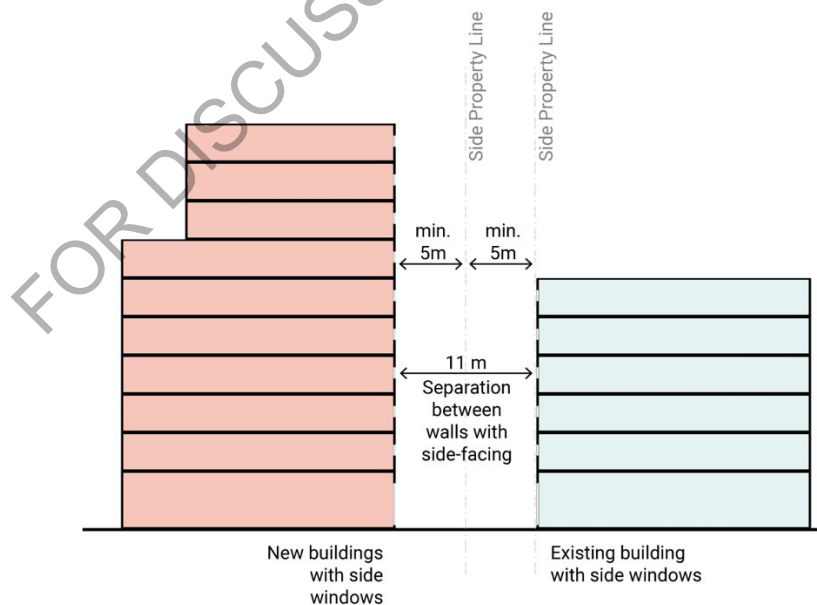 FOR DISCUSS
Side Property Line
Side Property Line
min.
5m
min.
5m
11 m
Separation
between
walls with
side-facing
New buildings
with side
windows
Existing building
with side windows